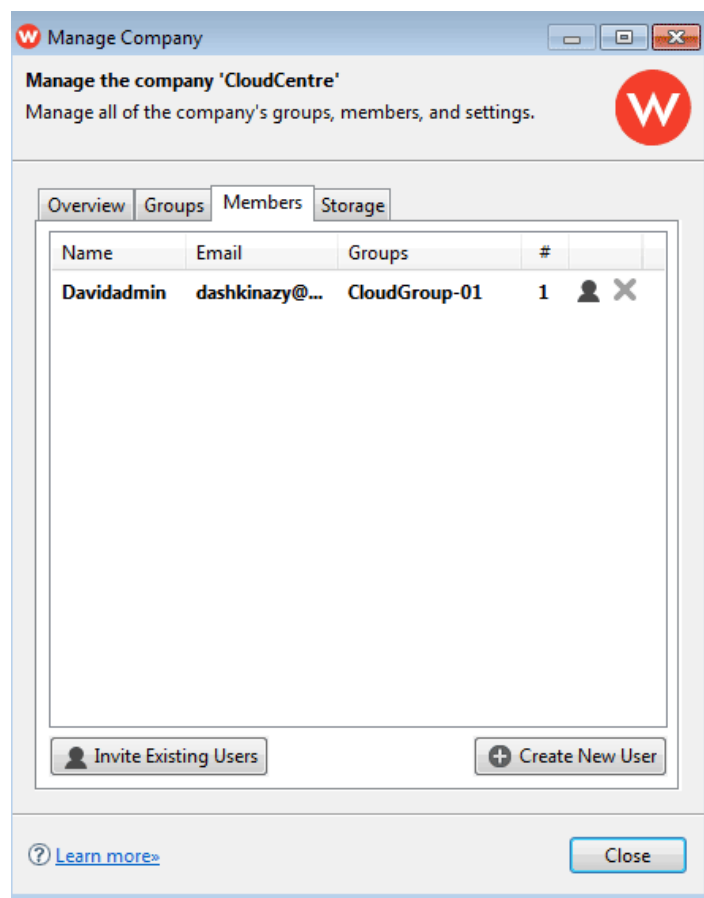 Manage Company
Manage the company 'CloudCentre'
Manage all of the company's groups, members, and settings.
W
Overview Groups Members Storage
Name Email Groups #
Davidadmin dashkinazy@... CloudGroup-01 1
Invite Existing Users Create New User
? Learn more» Close